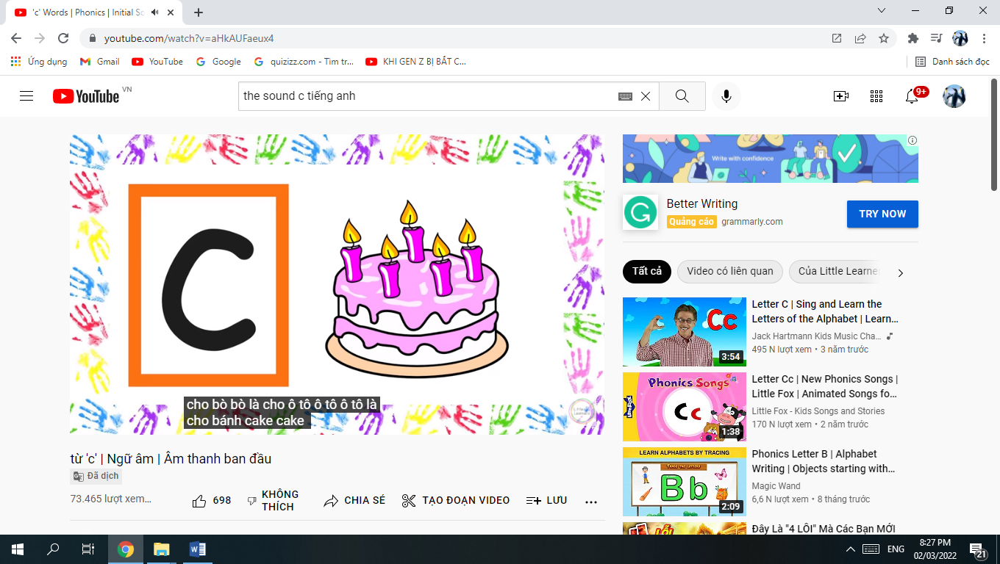 'c' Words | Phonics | Initial So
youtube.com/watch?v=aHkAUFaeux4
Ứng dụng
Gmail
YouTube
Google
quizizz.com - Tìm tr...
KHI GEN Z BỊ BẮT C...
Danh sách đọc
YouTube VN
the sound c tiếng anh
9+
c
cho bò bò là cho ô tô ô tô ô tô là
cho bánh cake cake
từ 'c' | Ngữ âm | Âm thanh ban đầu
Đã dịch
73.465 lượt xem...
698
KHÔNG
THÍCH
CHIA SẺ
TẠO ĐOẠN VIDEO
LƯU
Write with confidence
Better Writing
Quảng cáo grammarly.com
TRY NOW
Tất cả
Video có liên quan
Của Little Learne
Cc
3:54
Letter C | Sing and Learn the
Letters of the Alphabet | Learn...
Jack Hartmann Kids Music Cha...
495 N lượt xem • 3 năm trước
Phonics Songs
Cc
1:38
Letter Cc | New Phonics Songs |
Little Fox | Animated Songs fo...
Little Fox - Kids Songs and Stories
170 N lượt xem • 2 năm trước
LEARN ALPHABETS BY TRACING
TRACE THE LETTERS
Bb
2:09
Phonics Letter B | Alphabet
Writing | Objects starting with...
Magic Wand
6,6 N lượt xem • 8 tháng trước
LỖI
Đây Là "4 LỖI" Mà Các Bạn MỚI
ENG
8:27 PM
02/03/2022
21